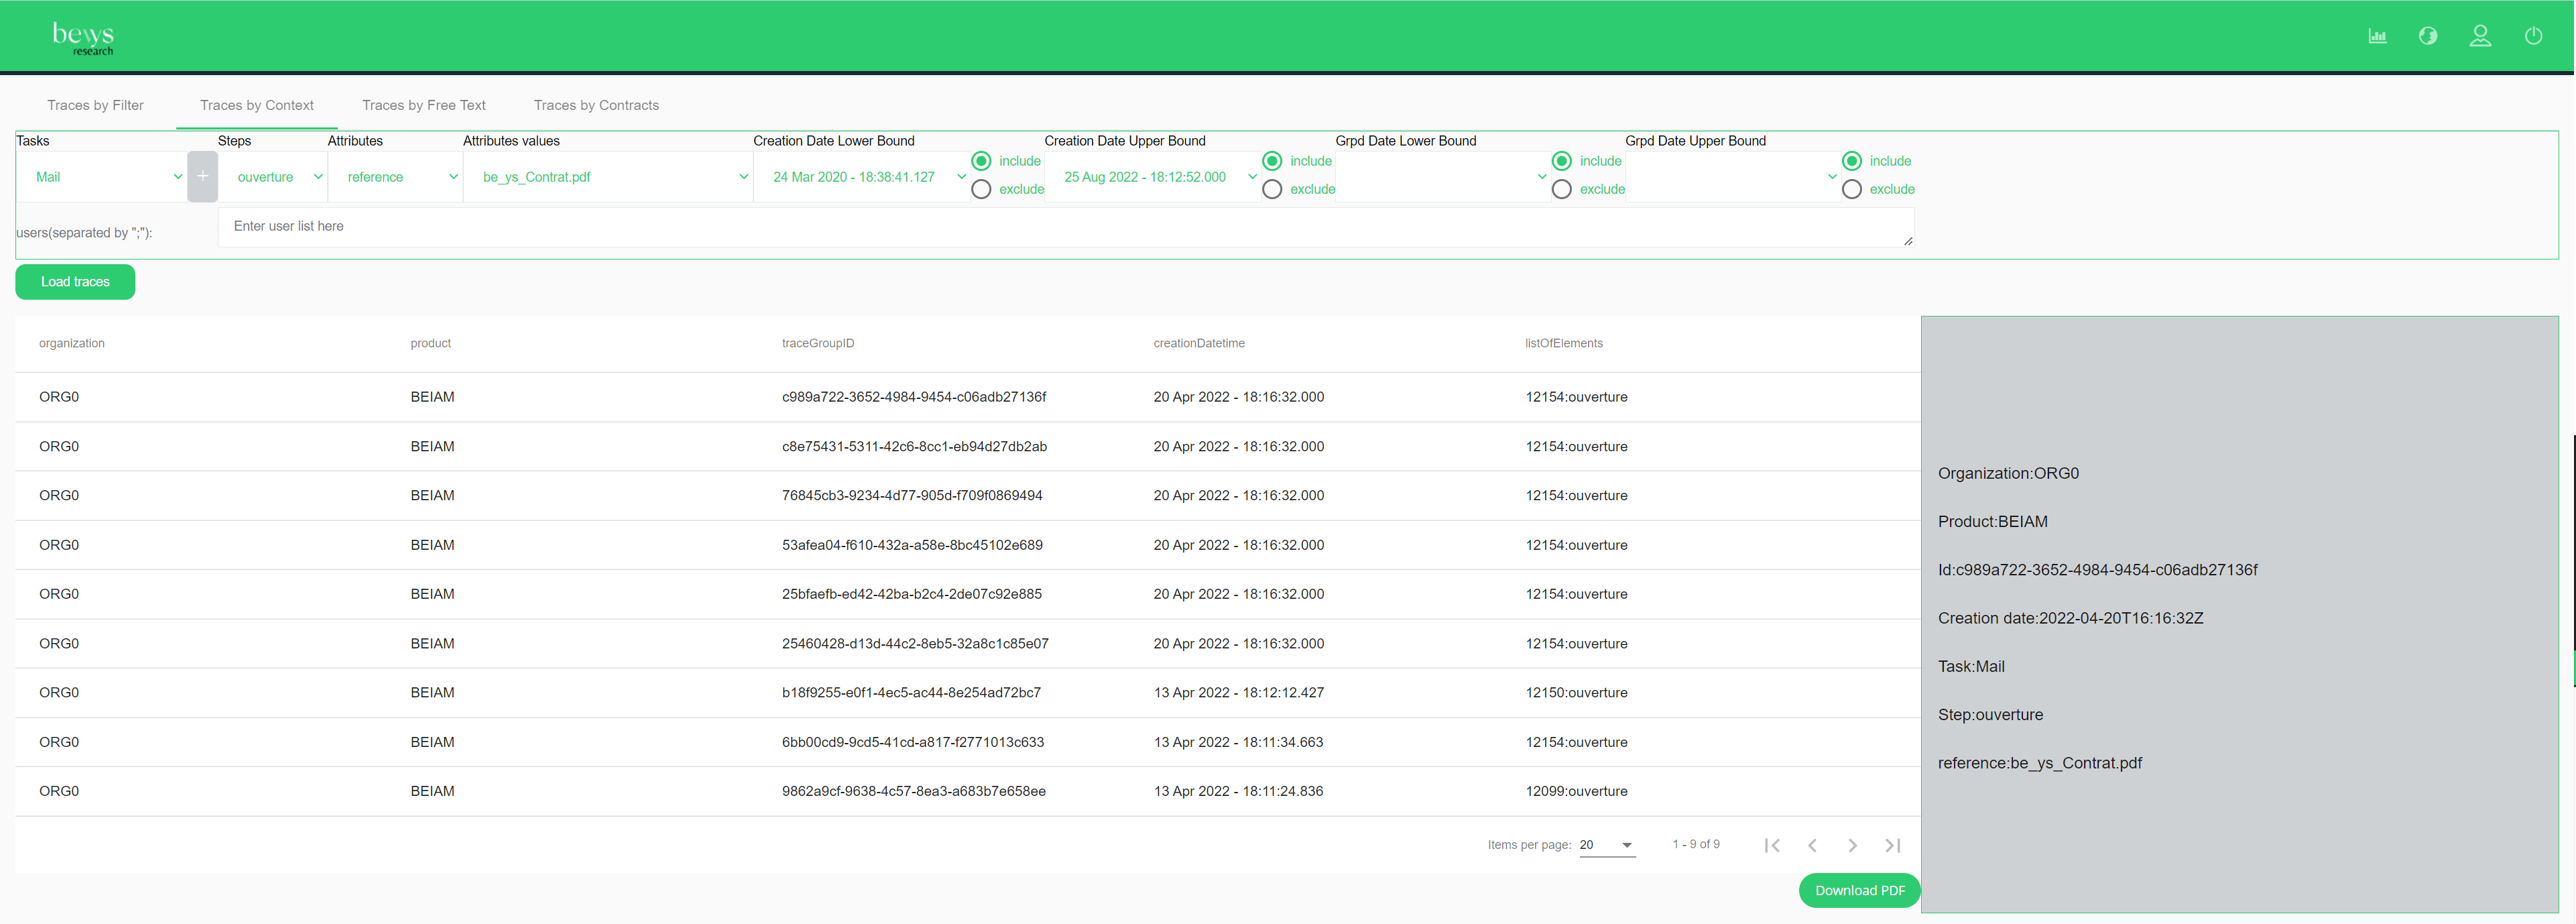 be.ys
research
Traces by Filter Traces by Context Traces by Free Text Traces by Contracts
Tasks Steps Attributes Attributes values Creation Date Lower Bound Creation Date Upper Bound Grpd Date Lower Bound Grpd Date Upper Bound
Mail + ouverture reference be_ys_Contrat.pdf 24 Mar 2020 - 18:38:41.127 include 25 Aug 2022 - 18:12:52.000 include include include
exclude exclude exclude exclude
users(separated by ";"): Enter user list here
Load traces
organization product traceGroupID creationDatetime listOfElements
ORG0 BEIAM c989a722-3652-4984-9454-c06adb27136f 20 Apr 2022 - 18:16:32.000 12154:ouverture
ORG0 BEIAM c8e75431-5311-42c6-8cc1-eb94d27db2ab 20 Apr 2022 - 18:16:32.000 12154:ouverture
ORG0 BEIAM 76845cb3-9234-4d77-905d-f709f0869494 20 Apr 2022 - 18:16:32.000 12154:ouverture
ORG0 BEIAM 53afea04-f610-432a-a58e-8bc45102e689 20 Apr 2022 - 18:16:32.000 12154:ouverture
ORG0 BEIAM 25bfaefb-ed42-42ba-b2c4-2de07c92e885 20 Apr 2022 - 18:16:32.000 12154:ouverture
ORG0 BEIAM 25460428-d13d-44c2-8eb5-32a8c1c85e07 20 Apr 2022 - 18:16:32.000 12154:ouverture
ORG0 BEIAM b18f9255-e0f1-4ec5-ac44-8e254ad72bc7 13 Apr 2022 - 18:12:12.427 12150:ouverture
ORG0 BEIAM 6bb00cd9-9cd5-41cd-a817-f2771013c633 13 Apr 2022 - 18:11:34.663 12154:ouverture
ORG0 BEIAM 9862a9cf-9638-4c57-8ea3-a683b7e658ee 13 Apr 2022 - 18:11:24.836 12099:ouverture
Items per page: 20 1 - 9 of 9
Download PDF
Organization:ORG0
Product:BEIAM
Id:c989a722-3652-4984-9454-c06adb27136f
Creation date:2022-04-20T16:16:32Z
Task:Mail
Step:ouverture
reference:be_ys_Contrat.pdf